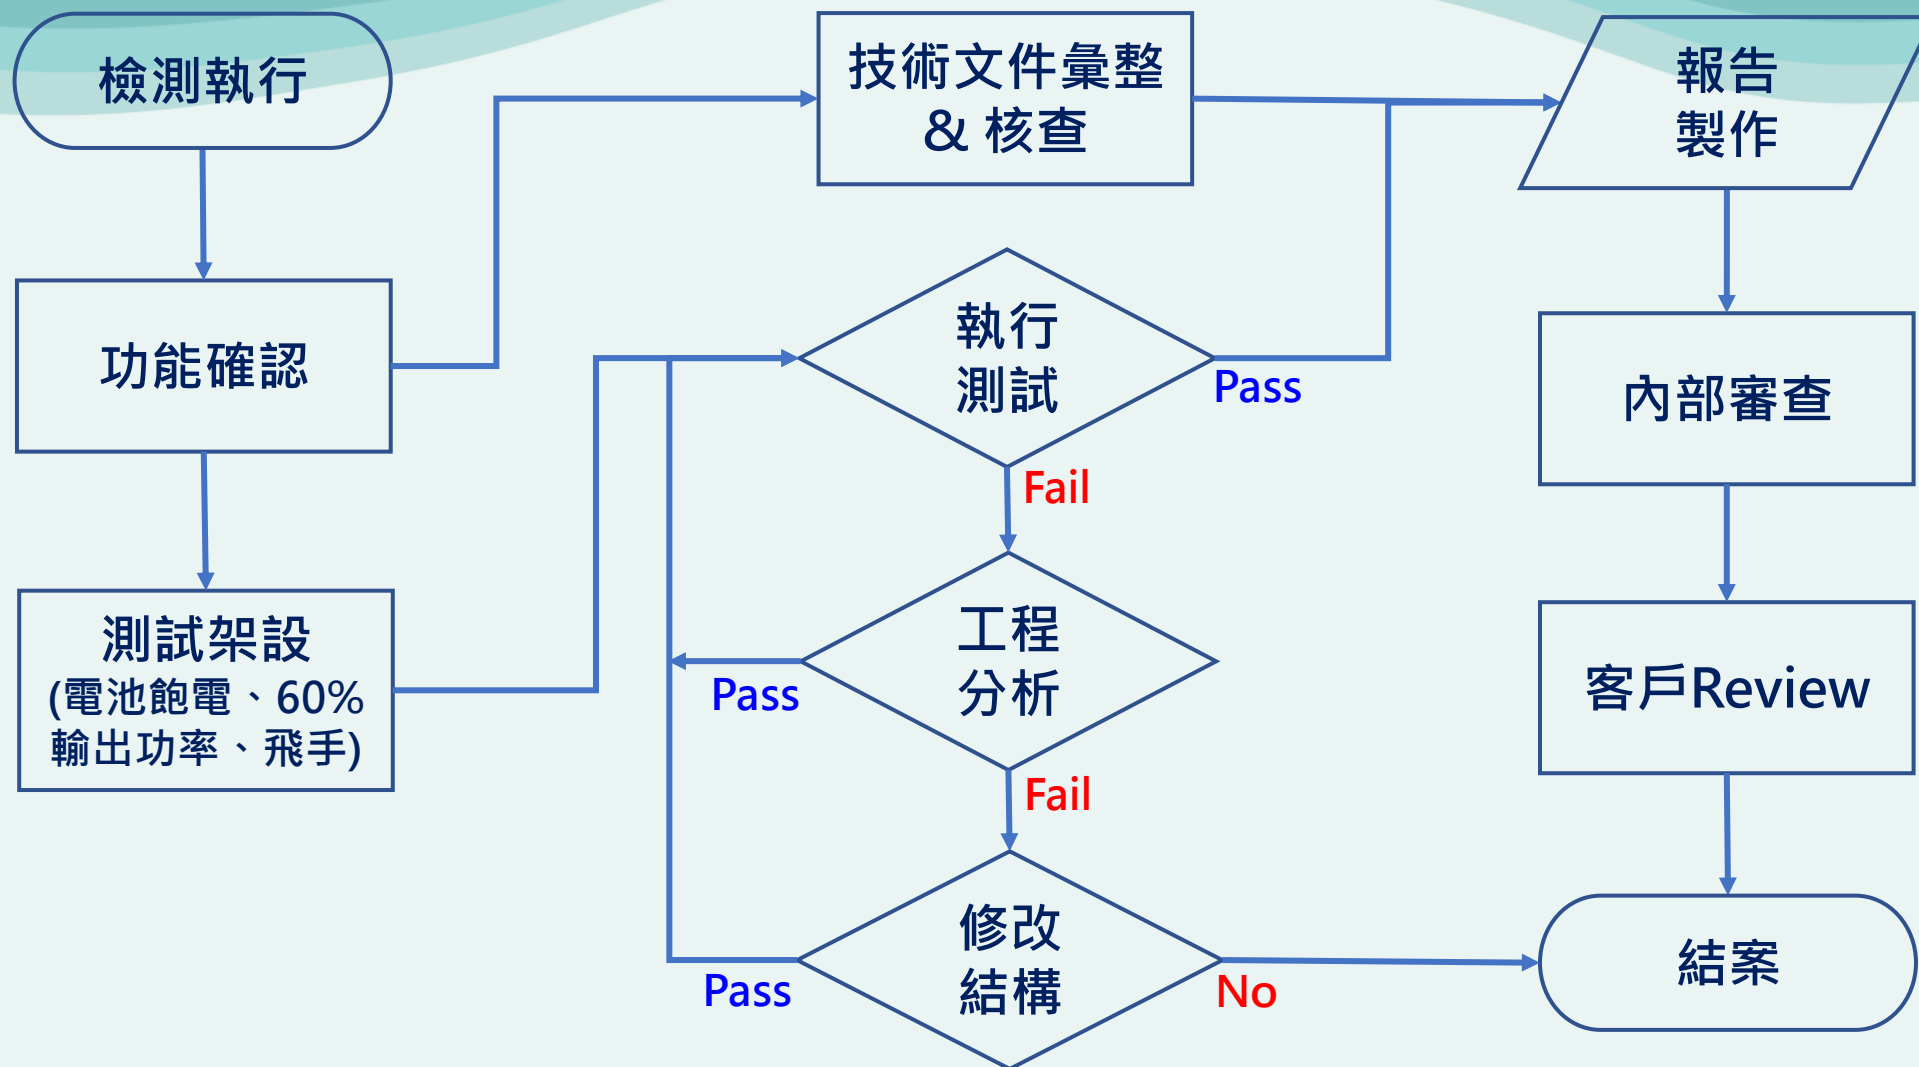 檢測執行
功能確認
測試架設
(電池飽電、60%
輸出功率、飛手)
技術文件彙整
& 核查
執行
測試
Pass
Fail
工程
分析
Pass
Fail
修改
結構
Pass
No
報告
製作
內部審查
客戶Review
結案